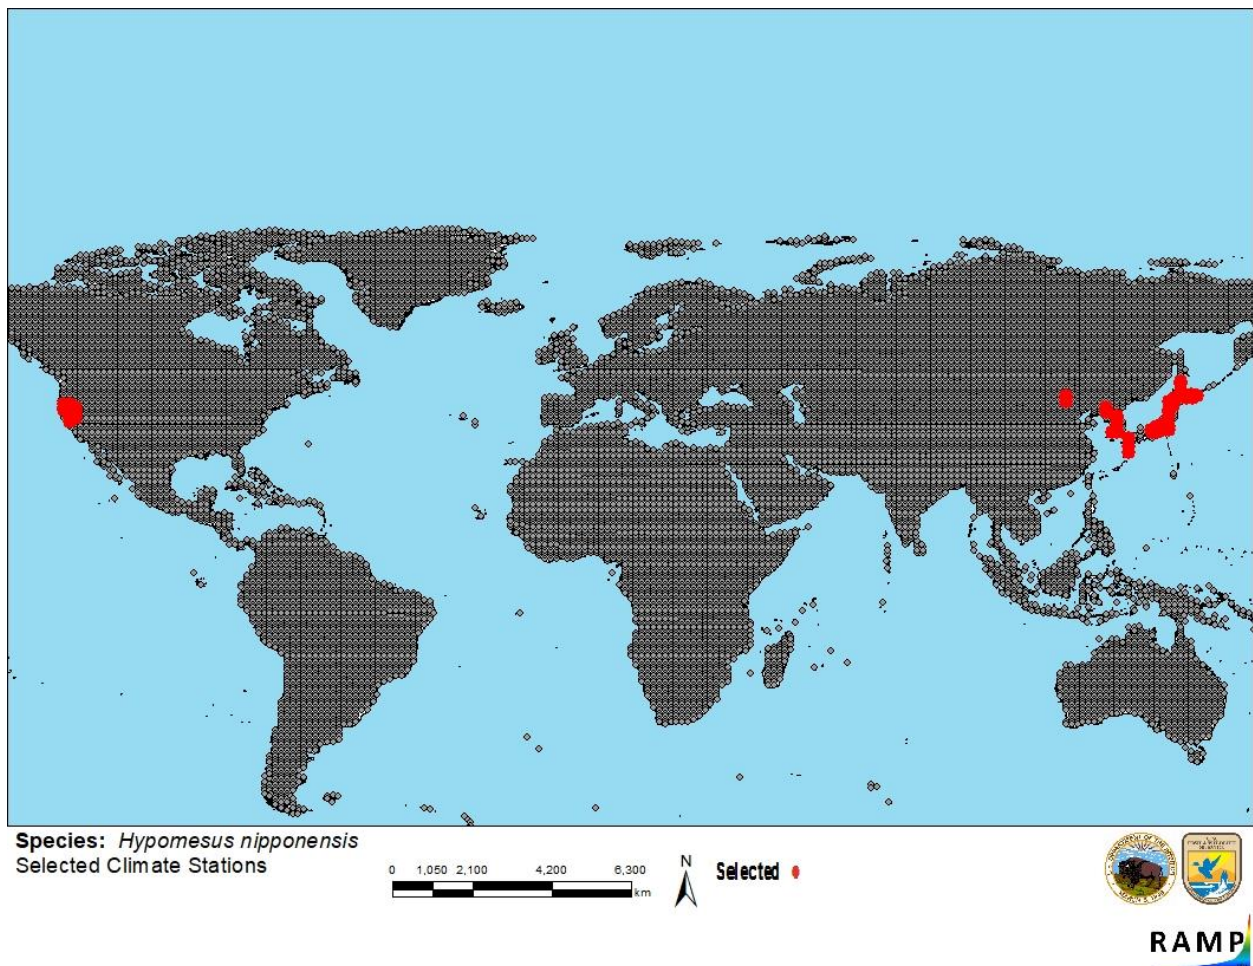 Species: Hypomesus nipponensis
Selected Climate Stations
0 1,050 2,100 4,200 6,300
km
N
Selected
RAMP